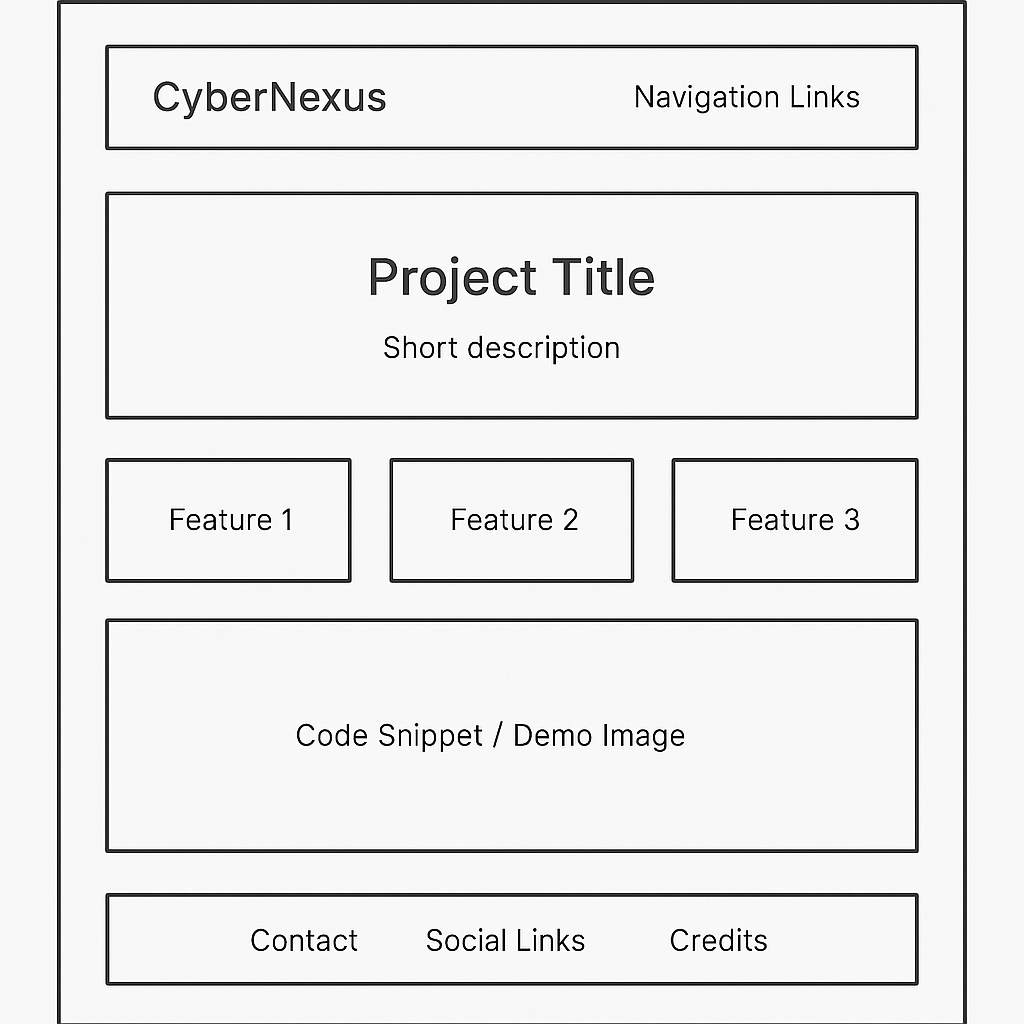 CyberNexus Navigation Links
Project Title
Short description
Feature 1 Feature 2 Feature 3
Code Snippet / Demo Image
Contact Social Links Credits